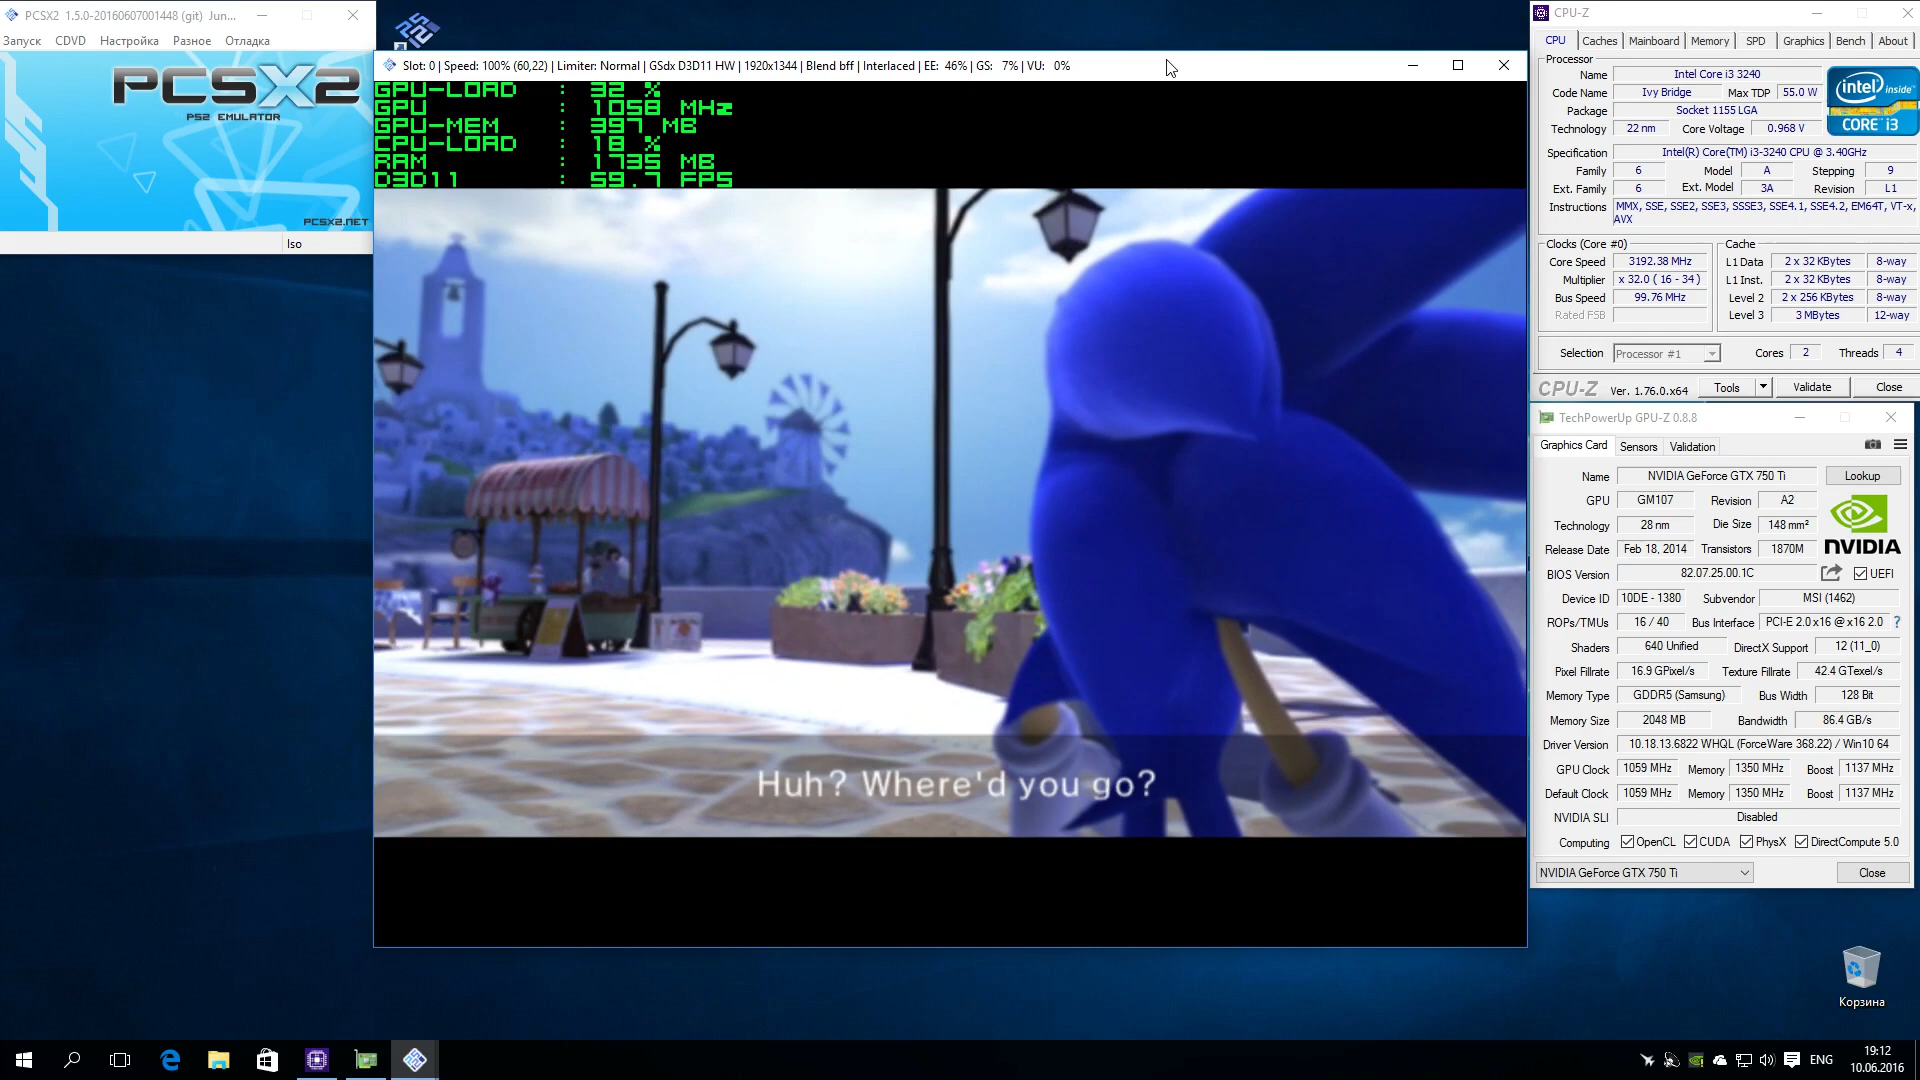 PCSX2 1.5.0-20160607001448 (git) Jun...
Запуск CDVD Настройка Разное Отладка
PCSX2
PS2 EMULATOR
PCSX2.NET
Iso
Slot: 0 | Speed: 100% (60,22) | Limiter: Normal | GSdx D3D11 HW | 1920x1344 | Blend bff | Interlaced | EE: 46% | GS: 7% | VU: 0%
GPU-LOAD : 32 %
GPU : 1058 MHz
GPU-MEM : 397 MB
CPU-LOAD : 18 %
RAM : 1735 MB
D3D11 : 59.7 FPS
Huh? Where'd you go?
CPU-Z
CPU Caches Mainboard Memory SPD Graphics Bench About
Processor
Name Intel Core i3 3240
Code Name Ivy Bridge Max TDP 55.0 W
Package Socket 1155 LGA
Technology 22 nm Core Voltage 0.968 V
intel inside™
CORE i3
Specification Intel(R) Core(TM) i3-3240 CPU @ 3.40GHz
Family 6 Model A Stepping 9
Ext. Family 6 Ext. Model 3A Revision L1
Instructions MMX, SSE, SSE2, SSE3, SSSE3, SSE4.1, SSE4.2, EM64T, VT-x,
AVX
Clocks (Core #0) Cache
Core Speed 3192.38 MHz L1 Data 2 x 32 KBytes 8-way
Multiplier x 32.0 ( 16 - 34 ) L1 Inst. 2 x 32 KBytes 8-way
Bus Speed 99.76 MHz Level 2 2 x 256 KBytes 8-way
Rated FSB Level 3 3 MBytes 12-way
Selection Processor #1 Cores 2 Threads 4
CPU-Z Ver. 1.76.0.x64 Tools Validate Close
TechPowerUp GPU-Z 0.8.8
Graphics Card Sensors Validation
Name NVIDIA GeForce GTX 750 Ti Lookup
GPU GM107 Revision A2
Technology 28 nm Die Size 148 mm²
Release Date Feb 18, 2014 Transistors 1870M
NVIDIA
BIOS Version 82.07.25.00.1C UEFI
Device ID 10DE - 1380 Subvendor MSI (1462)
ROPs/TMUs 16 / 40 Bus Interface PCI-E 2.0 x16 @ x16 2.0 ?
Shaders 640 Unified DirectX Support 12 (11_0)
Pixel Fillrate 16.9 GPixel/s Texture Fillrate 42.4 GTexel/s
Memory Type GDDR5 (Samsung) Bus Width 128 Bit
Memory Size 2048 MB Bandwidth 86.4 GB/s
Driver Version 10.18.13.6822 WHQL (ForceWare 368.22) / Win10 64
GPU Clock 1059 MHz Memory 1350 MHz Boost 1137 MHz
Default Clock 1059 MHz Memory 1350 MHz Boost 1137 MHz
NVIDIA SLI Disabled
Computing OpenCL CUDA PhysX DirectCompute 5.0
NVIDIA GeForce GTX 750 Ti Close
Корзина
ENG
19:12
10.06.2016